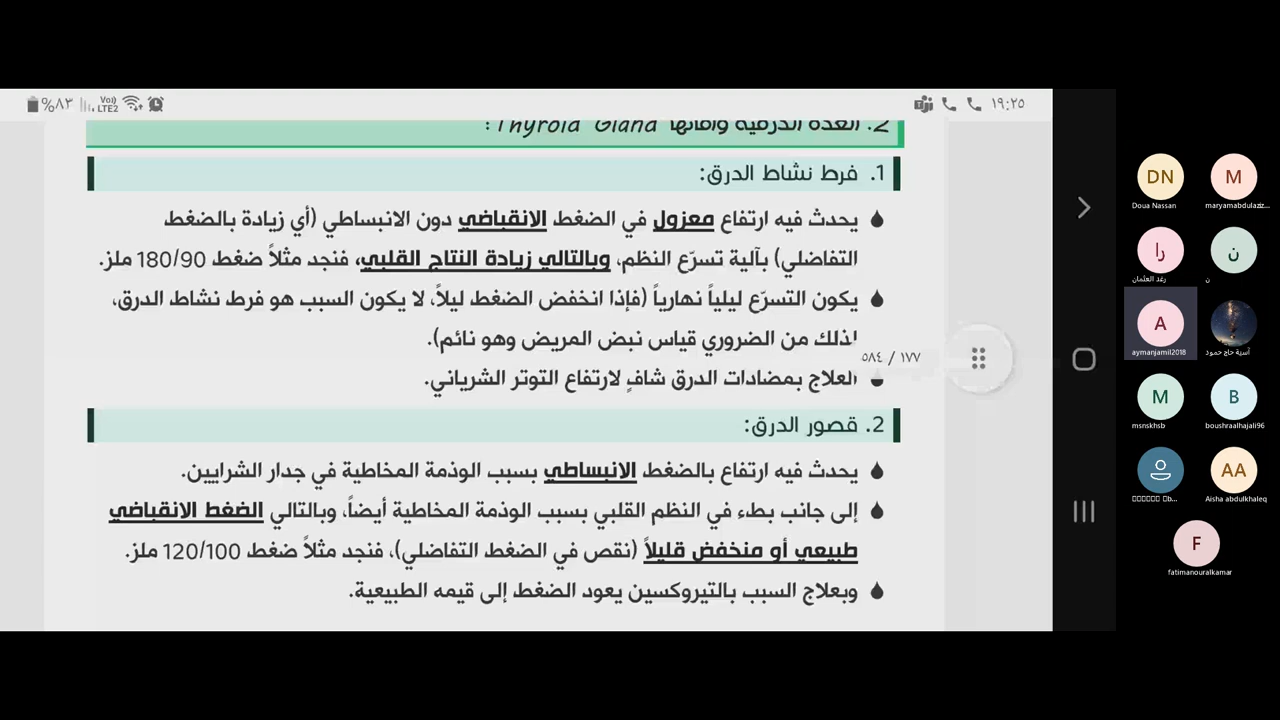 %٨٣
Vo)
LTE2
١٩:٢٥
2. الغدة الدرقية وآفاتها Thyroid Gland:
1. فرط نشاط الدرق:
يحدث فيه ارتفاع معزول في الضغط الانقباضي دون الانبساطي (أي زيادة بالضغط
التفاضلي) بآلية تسرّع النظم، وبالتالي زيادة النتاج القلبي، فنجد مثلاً ضغط 180/90 ملز.
يكون التسرّع ليلياً نهارياً (فإذا انخفض الضغط ليلاً، لا يكون السبب هو فرط نشاط الدرق،
لذلك من الضروري قياس نبض المريض وهو نائم).
١٧٧ / ٥٨٤
العلاج بمضادات الدرق شافٍ لارتفاع التوتر الشرياني.
2. قصور الدرق:
يحدث فيه ارتفاع بالضغط الانبساطي بسبب الوذمة المخاطية في جدار الشرايين.
إلى جانب بطء في النظم القلبي بسبب الوذمة المخاطية أيضاً، وبالتالي الضغط الانقباضي
طبيعي أو منخفض قليلاً (نقص في الضغط التفاضلي)، فنجد مثلاً ضغط 120/100 ملز.
وبعلاج السبب بالتيروكسين يعود الضغط إلى قيمه الطبيعية.
DN
Doua Nassan
M
maryamabdulaziz...
را
رغد العثمان
ن
ن
A
aymanjamil2018
آسية حاج حمود
M
msnskhsb
B
boushraalhajali96
AA
Aisha abdulkhaleq
F
fatimanouralkamar